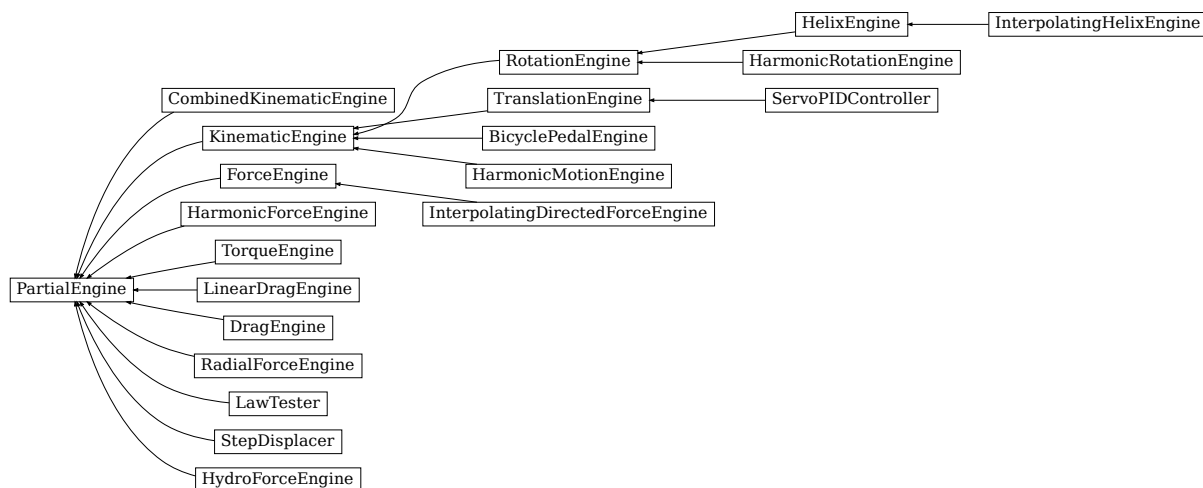 HelixEngine
InterpolatingHelixEngine
RotationEngine
HarmonicRotationEngine
CombinedKinematicEngine
TranslationEngine
ServoPIDController
KinematicEngine
BicyclePedalEngine
ForceEngine
HarmonicMotionEngine
HarmonicForceEngine
InterpolatingDirectedForceEngine
TorqueEngine
PartialEngine
LinearDragEngine
DragEngine
RadialForceEngine
LawTester
StepDisplacer
HydroForceEngine